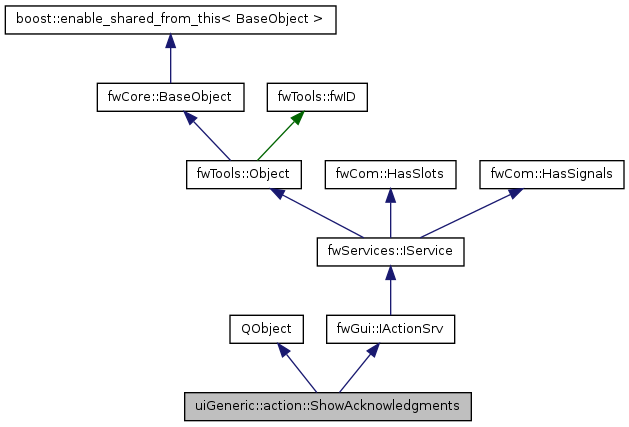 boost::enable_shared_from_this< BaseObject >
fwCore::BaseObject
fwTools::fwID
fwTools::Object
fwCom::HasSlots
fwCom::HasSignals
fwServices::IService
QObject
fwGui::IActionSrv
uiGeneric::action::ShowAcknowledgments